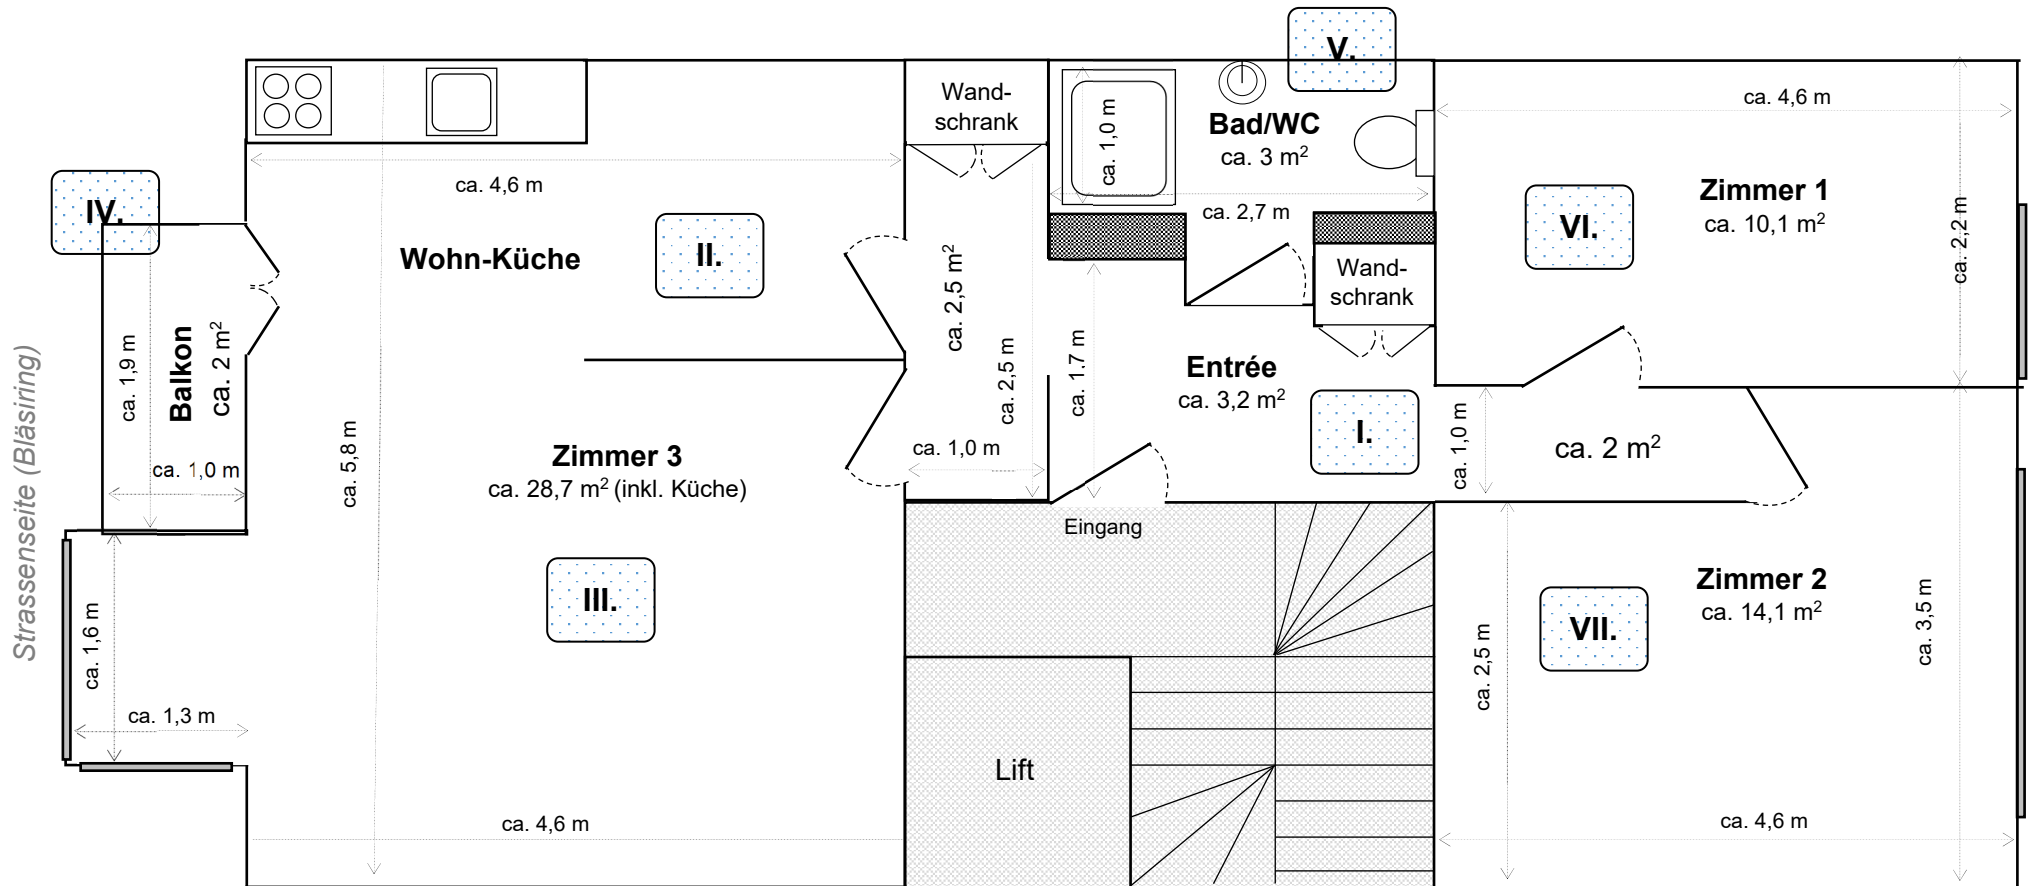 V.
Wand-
schrank
ca. 1,0 m
Bad/WC
ca. 3 m²
ca. 4,6 m
ca. 4,6 m
IV.
Wohn-Küche
II.
ca. 2,5 m²
ca. 2,7 m
VI.
Zimmer 1
ca. 10,1 m²
ca. 2,2 m
Wand-
schrank
Strassenseite (Bläsiring)
ca. 1,9 m
Balkon
ca. 2 m²
ca. 1,0 m
ca. 5,8 m
Zimmer 3
ca. 28,7 m² (inkl. Küche)
ca. 2,5 m
ca. 1,0 m
ca. 1.7 m
Entrée
ca. 3,2 m²
I.
ca. 1,0 m
ca. 2 m²
Eingang
III.
ca. 1,6 m
ca. 1,3 m
Lift
ca. 4,6 m
Zimmer 2
ca. 14,1 m²
VII.
ca. 2,5 m
ca. 3,5 m
ca. 4,6 m